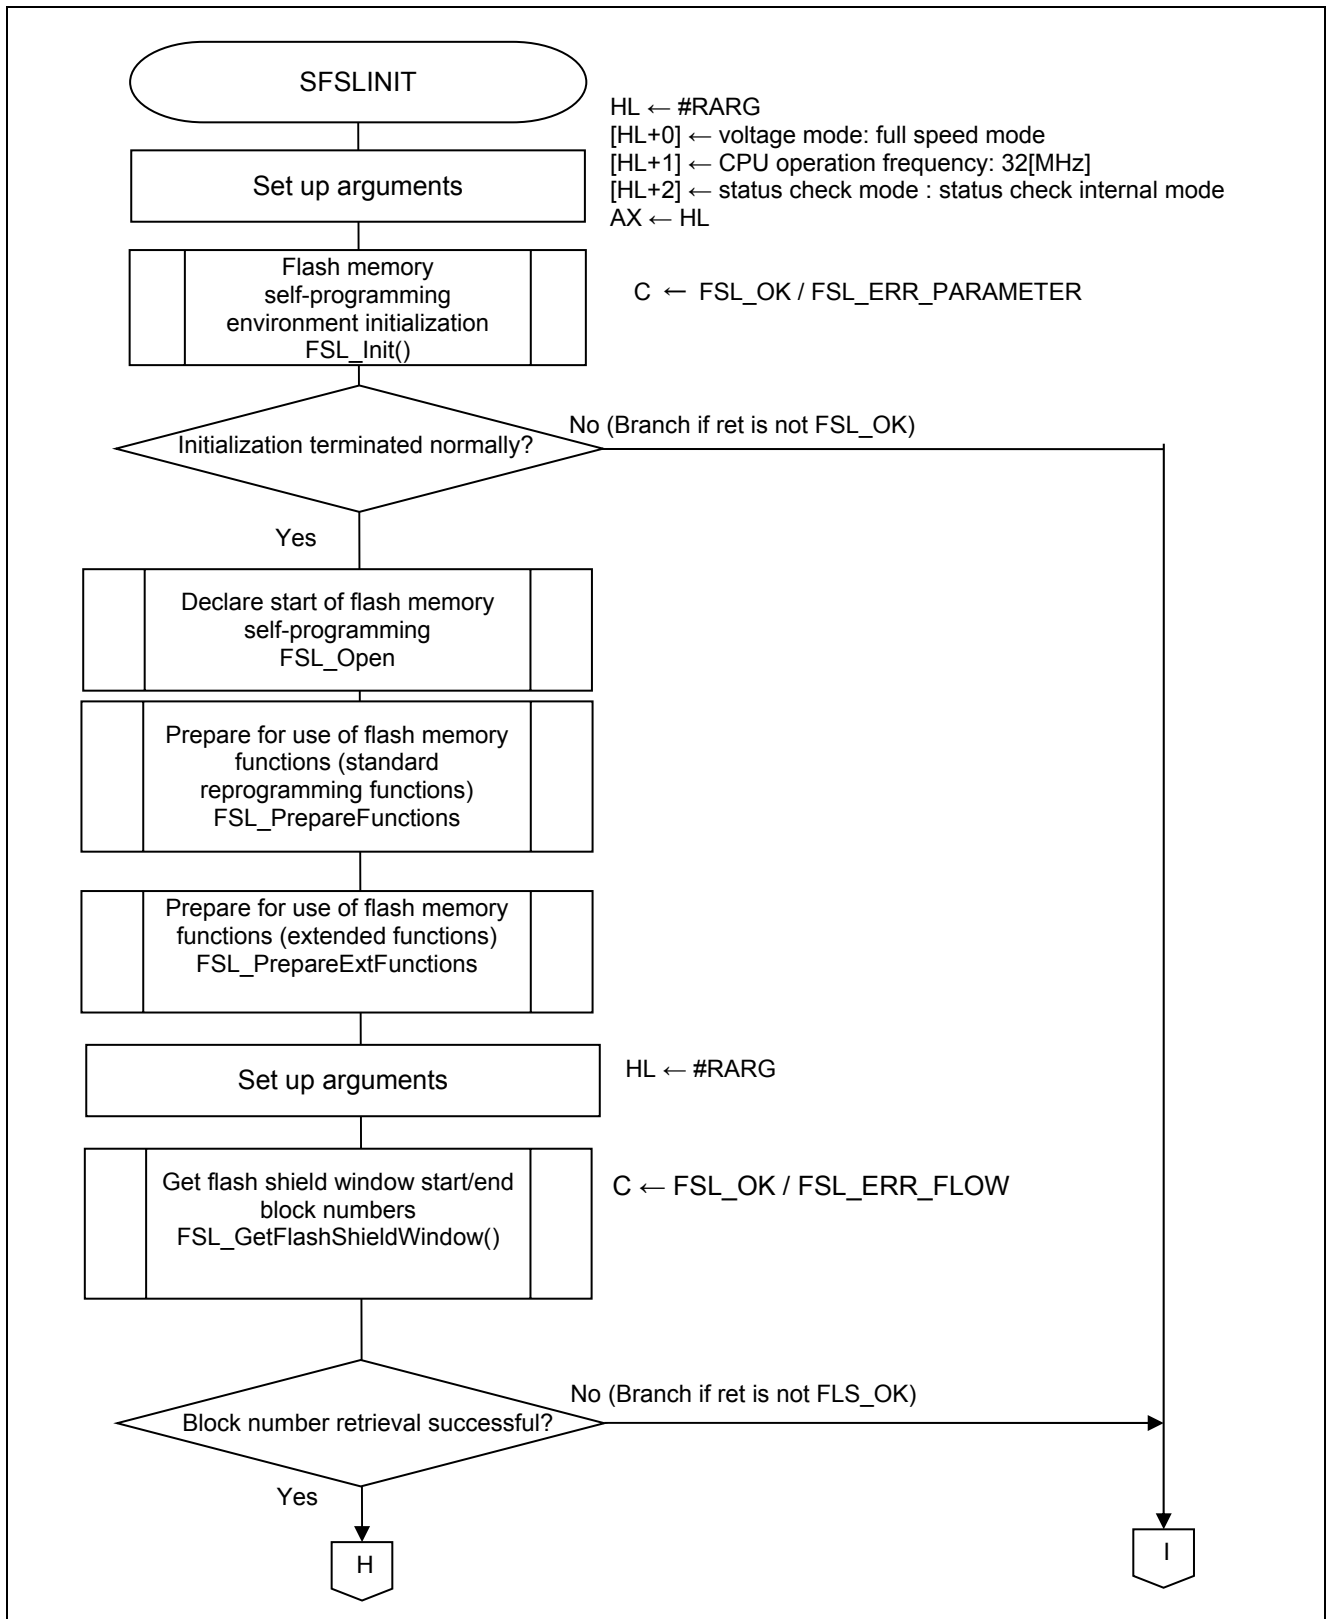 SFSLINIT
HL ← #RARG
[HL+0] ← voltage mode: full speed mode
[HL+1] ← CPU operation frequency: 32[MHz]
[HL+2] ← status check mode : status check internal mode
AX ← HL
Set up arguments
Flash memory
self-programming
environment initialization
FSL_Init()
C ← FSL_OK / FSL_ERR_PARAMETER
No (Branch if ret is not FSL_OK)
Initialization terminated normally?
Yes
Declare start of flash memory
self-programming
FSL_Open
Prepare for use of flash memory
functions (standard
reprogramming functions)
FSL_PrepareFunctions
Prepare for use of flash memory
functions (extended functions)
FSL_PrepareExtFunctions
Set up arguments
HL ← #RARG
Get flash shield window start/end
block numbers
FSL_GetFlashShieldWindow()
C ← FSL_OK / FSL_ERR_FLOW
No (Branch if ret is not FLS_OK)
Block number retrieval successful?
Yes
H
I